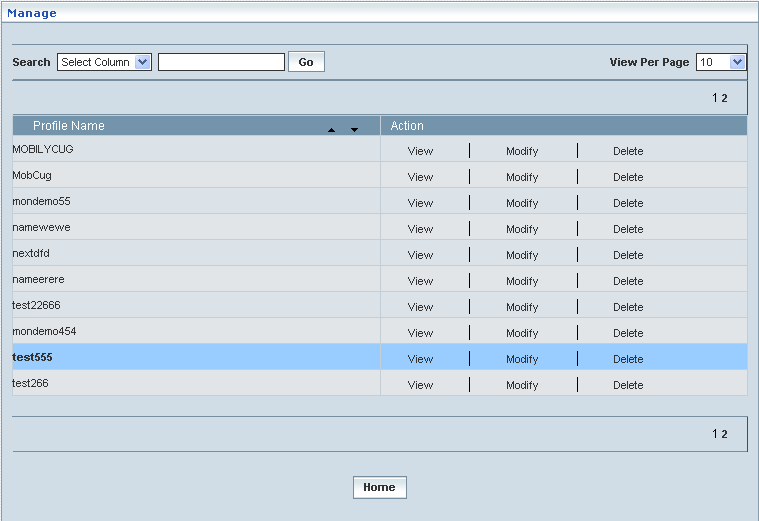 Manage
Search Select Column Go View Per Page 10
1 2
Profile Name Action
MOBILYCUG View Modify Delete
MobCug View Modify Delete
mondemo55 View Modify Delete
namewewe View Modify Delete
nextdfd View Modify Delete
nameerere View Modify Delete
test22666 View Modify Delete
mondemo454 View Modify Delete
test555 View Modify Delete
test266 View Modify Delete
1 2
Home